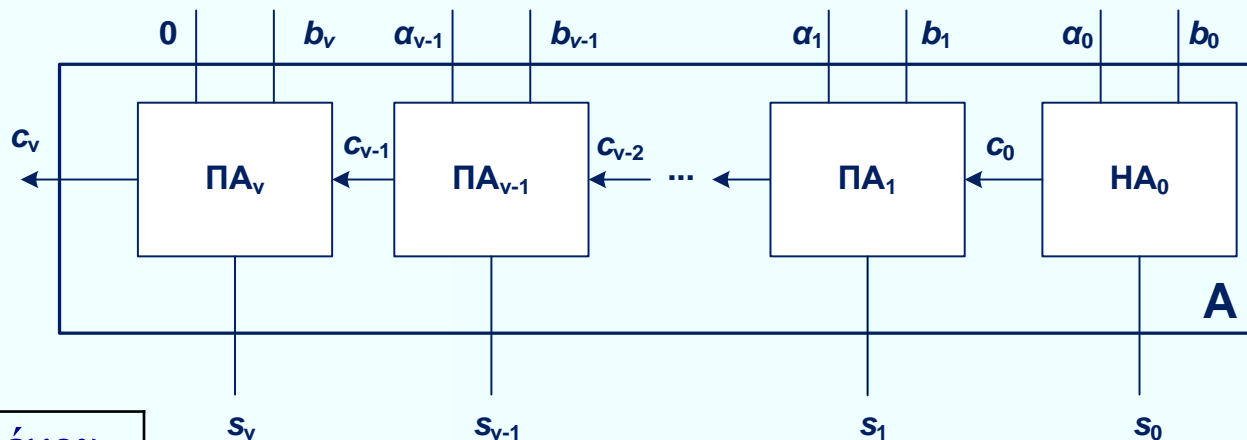 0 bᵥ αᵥ₋₁ bᵥ₋₁ α₁ b₁ α₀ b₀
cᵥ cᵥ₋₁ cᵥ₋₂ c₀
ΠΑᵥ ΠΑᵥ₋₁ ... ΠΑ₁ ΗΑ₀
Α
sᵥ sᵥ₋₁ s₁ s₀